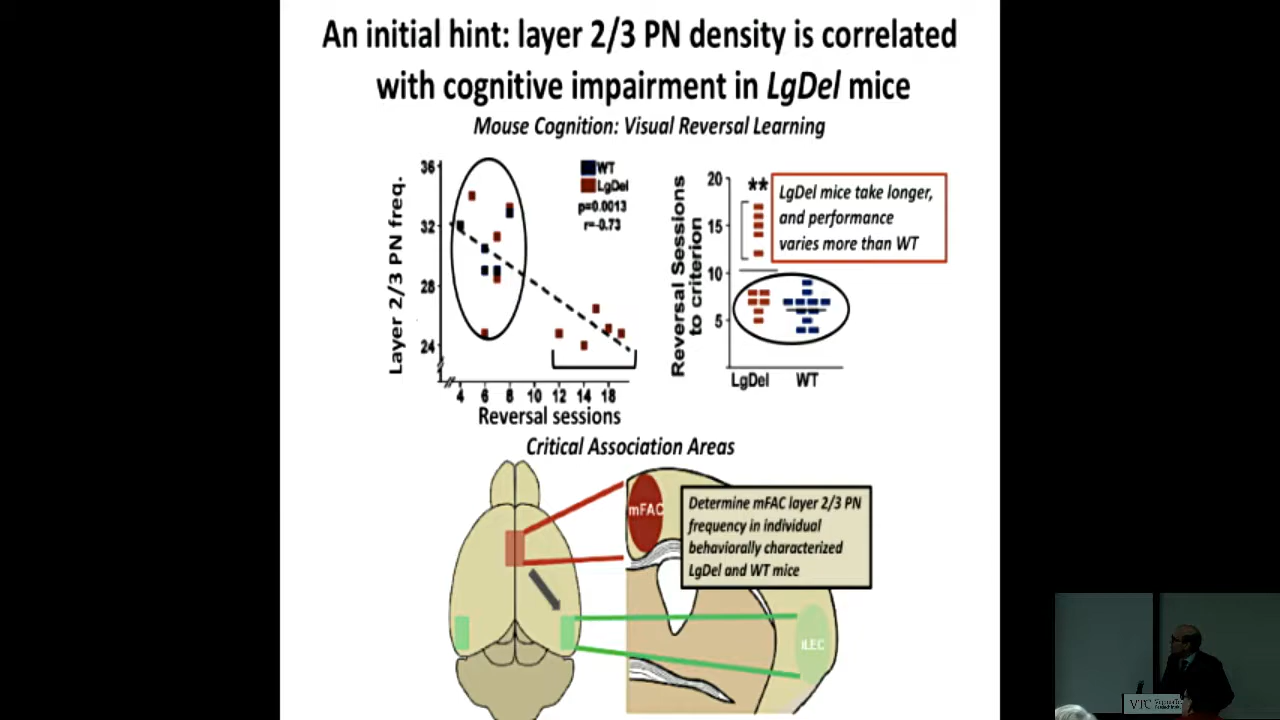 An initial hint: layer 2/3 PN density is correlated
with cognitive impairment in LgDel mice
Mouse Cognition: Visual Reversal Learning
Layer 2/3 PN freq.
36
32
28
24
WT
LgDel
p=0.0013
r=-0.73
4 6 8 10 12 14 18
Reversal sessions
Reversal Sessions
to criterion
20
15
10
5
**
LgDel mice take longer,
and performance
varies more than WT
LgDel WT
Critical Association Areas
mFAC
Determine mFAC layer 2/3 PN
frequency in individual
behaviorally characterized
LgDel and WT mice
iLEC
VTC